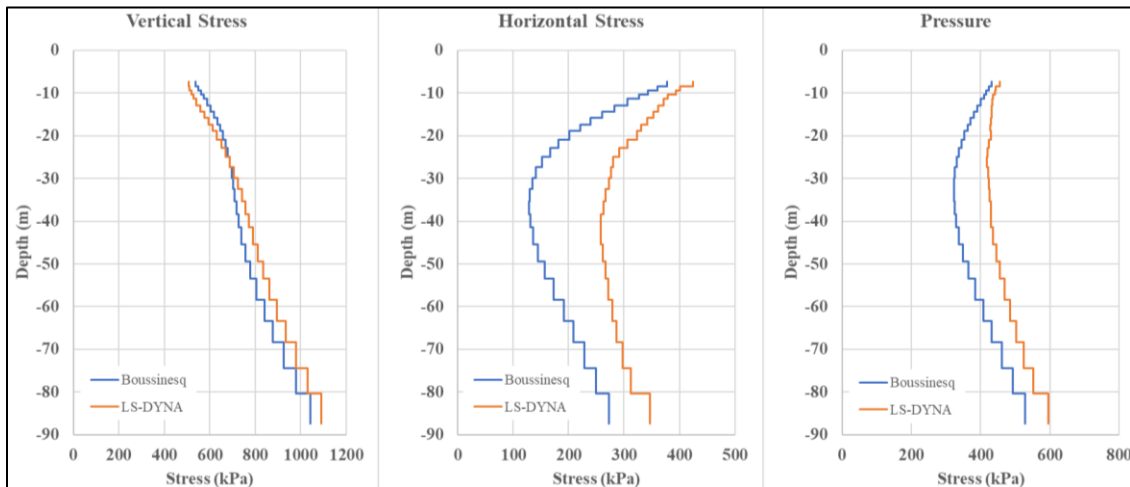 Vertical Stress
0
-10
-20
-30
-40
-50
-60
-70
-80
-90
Depth (m)
Boussinesq
LS-DYNA
0 200 400 600 800 1000 1200
Stress (kPa)
Horizontal Stress
0
-10
-20
-30
-40
-50
-60
-70
-80
-90
Depth (m)
Boussinesq
LS-DYNA
0 100 200 300 400 500
Stress (kPa)
Pressure
0
-10
-20
-30
-40
-50
-60
-70
-80
-90
Depth (m)
Boussinesq
LS-DYNA
0 200 400 600 800
Stress (kPa)